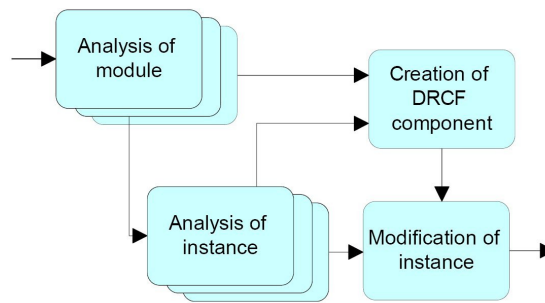 Analysis of
module
Creation of
DRCF
component
Analysis of
instance
Modification of
instance